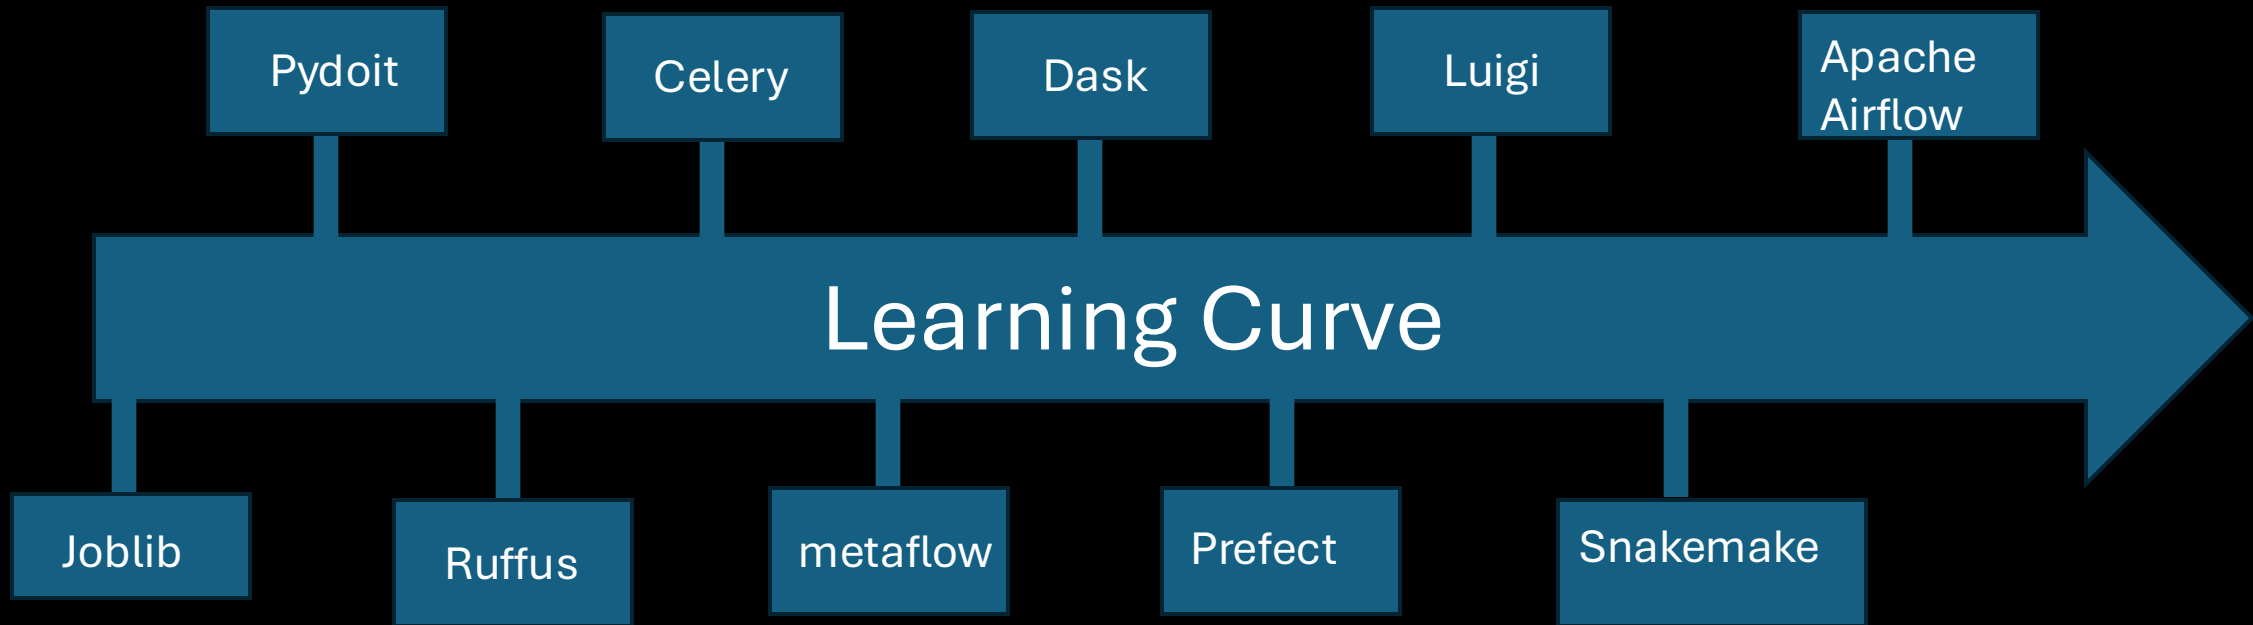 Pydoit
Celery
Dask
Luigi
Apache
Airflow
Learning Curve
Joblib
Ruffus
metaflow
Prefect
Snakemake